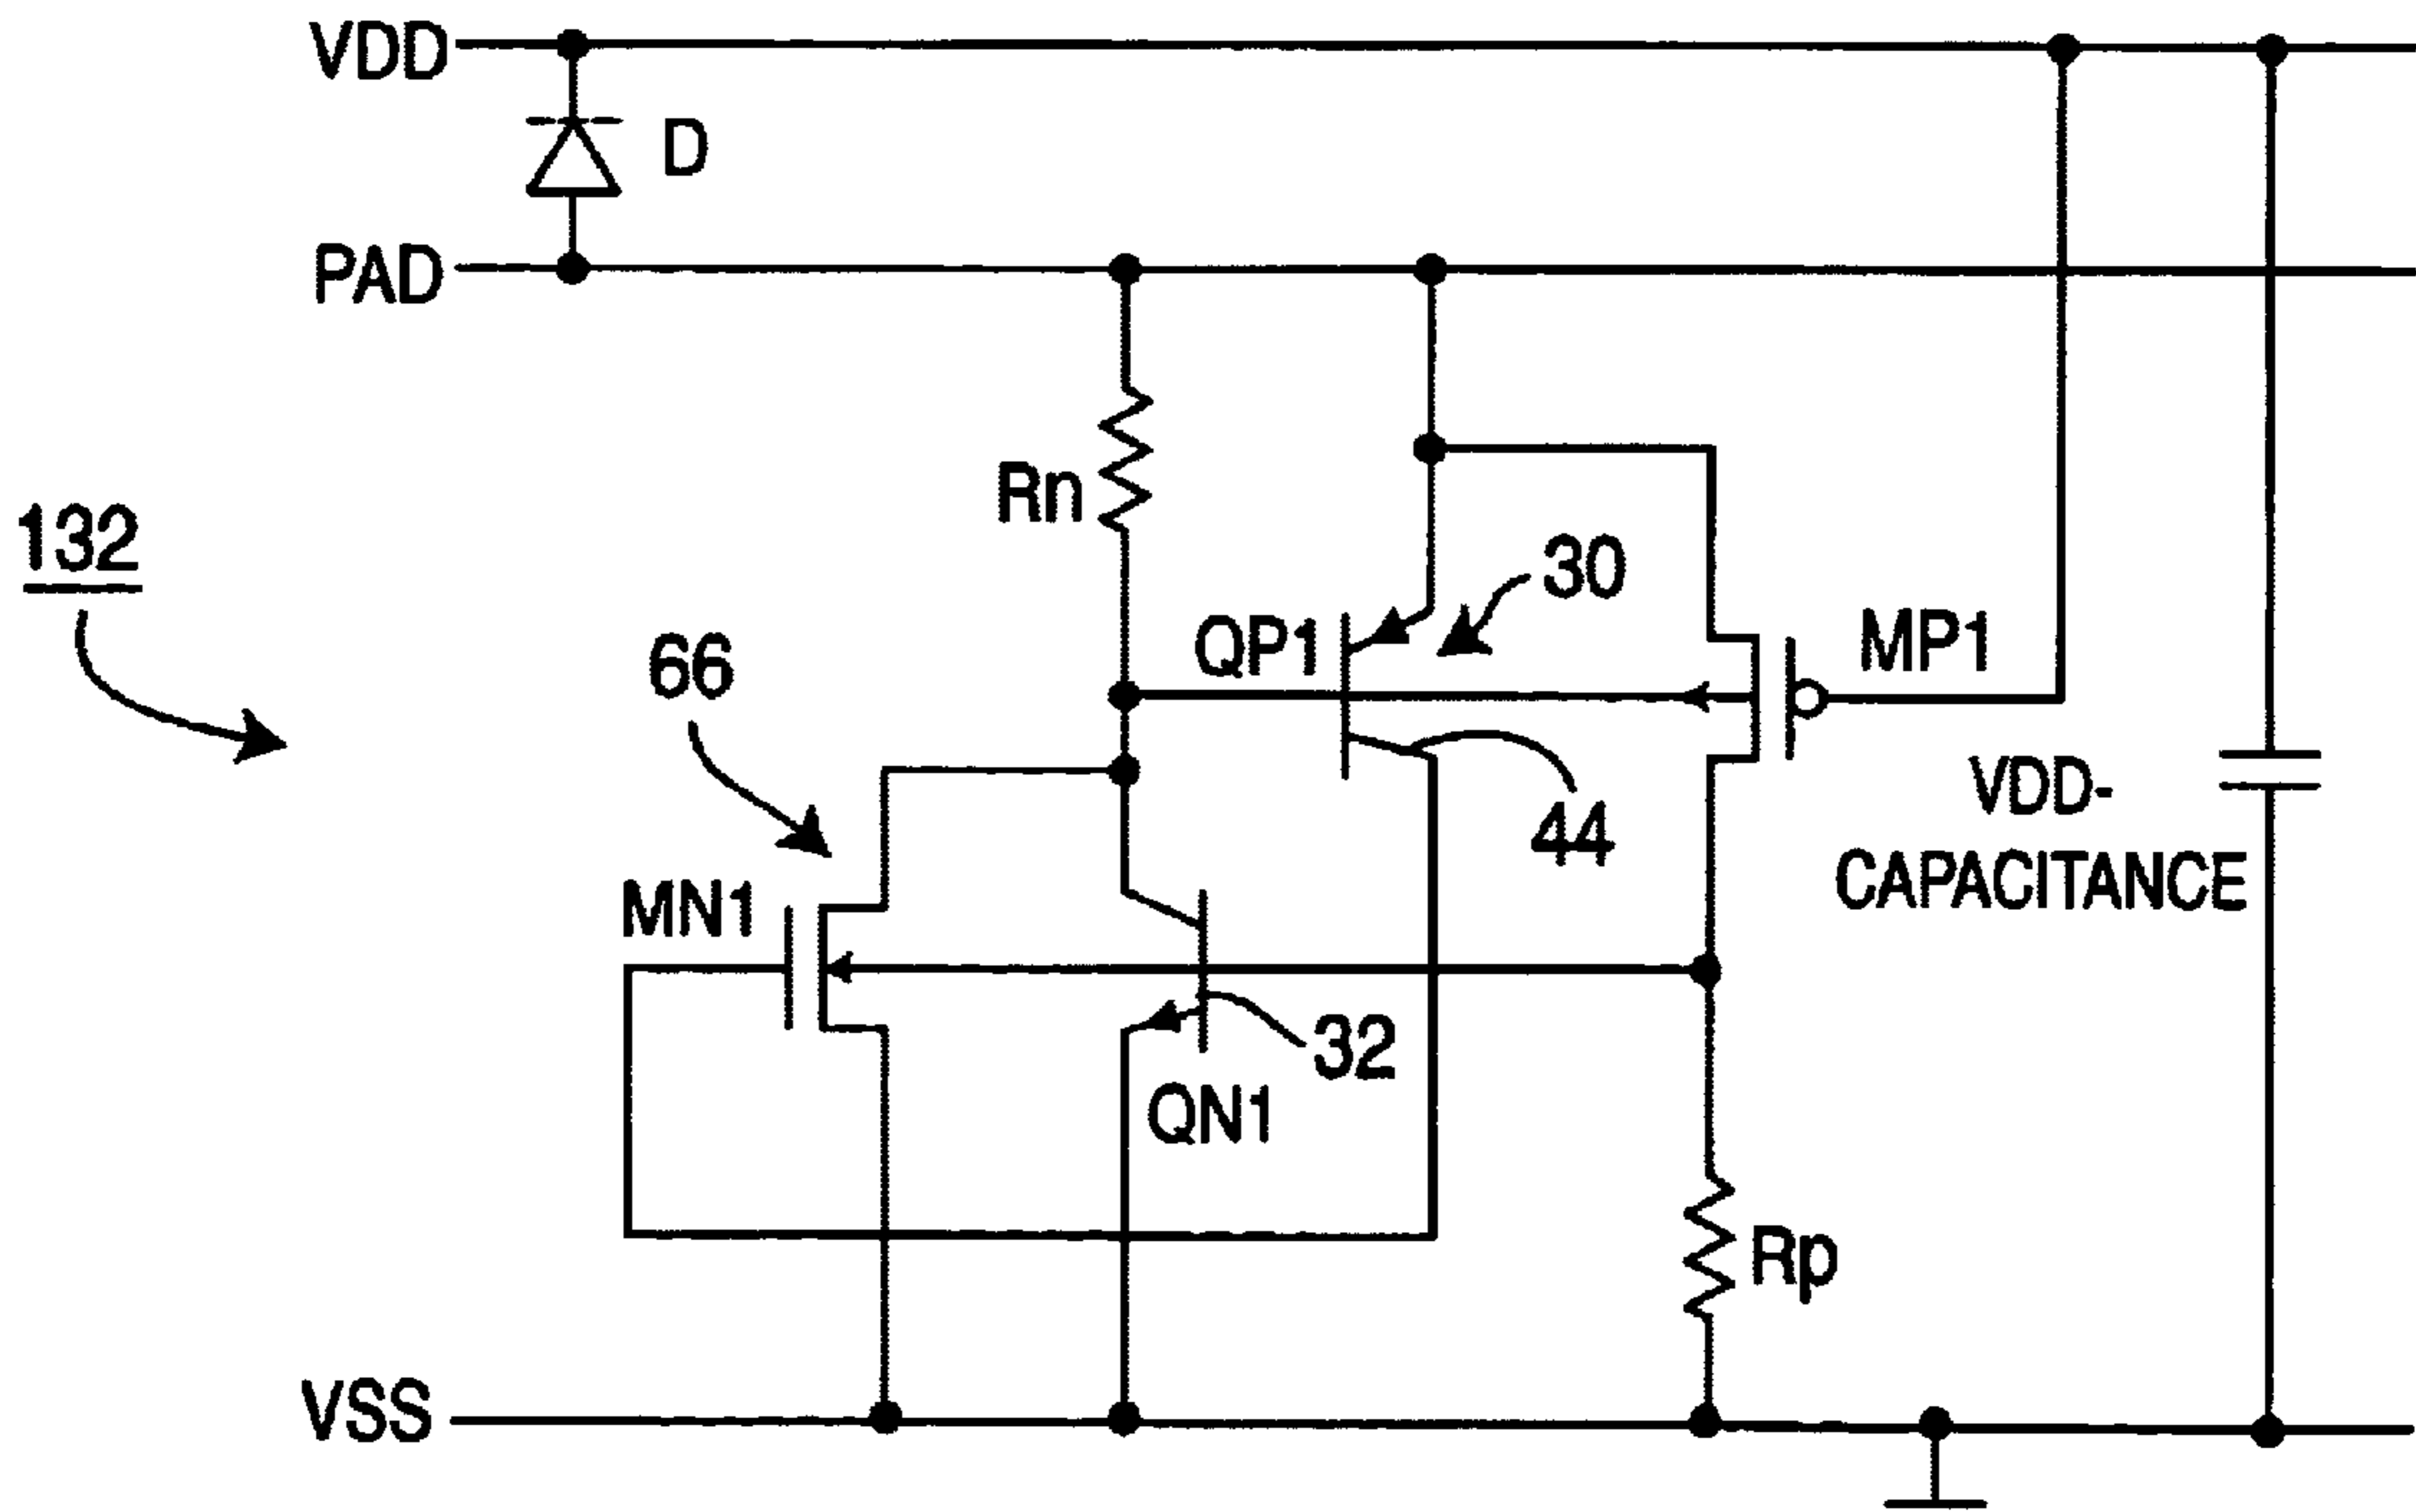 VDD
D
PAD
Rn
132
30
QP1
MP1
66
VDD-
CAPACITANCE
44
MN1
32
QN1
Rp
VSS